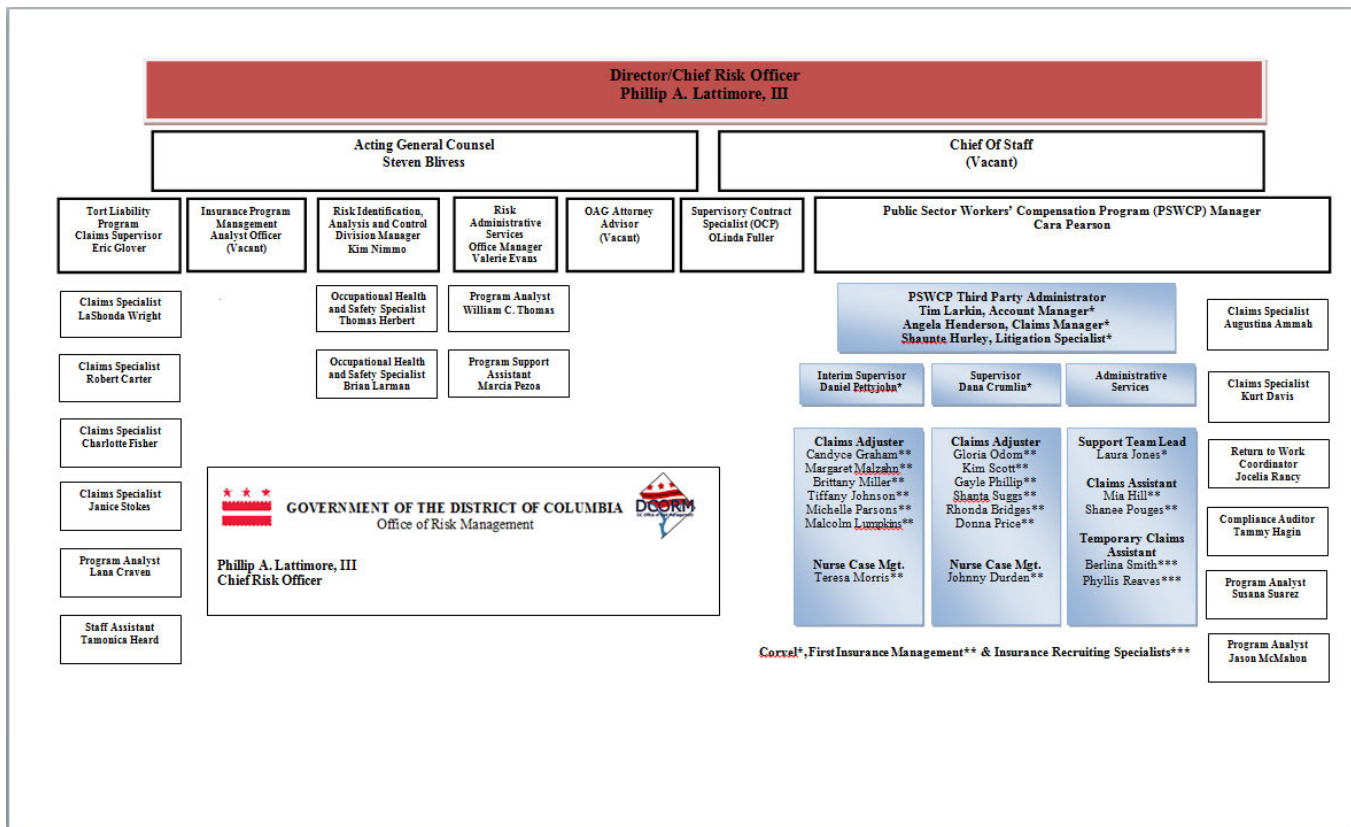 Director/Chief Risk Officer
Phillip A. Lattimore, III
Acting General Counsel
Steven Blivess
Chief Of Staff
(Vacant)
Tort Liability
Program
Claims Supervisor
Eric Glover
Insurance Program
Management
Analyst Officer
(Vacant)
Risk Identification,
Analysis and Control
Division Manager
Kim Nimmo
Risk
Administrative
Services
Office Manager
Valerie Evans
OAG Attorney
Advisor
(Vacant)
Supervisory Contract
Specialist (OCP)
OLinda Fuller
Public Sector Workers' Compensation Program (PSWCP) Manager
Cara Pearson
Claims Specialist
LaShonda Wright
Claims Specialist
Robert Carter
Claims Specialist
Charlotte Fisher
Claims Specialist
Janice Stokes
Program Analyst
Lana Craven
Staff Assistant
Tamonica Heard
Occupational Health
and Safety Specialist
Thomas Herbert
Occupational Health
and Safety Specialist
Brian Larman
Program Analyst
William C. Thomas
Program Support
Assistant
Marcia Pezoa
PSWCP Third Party Administrator
Tim Larkin, Account Manager*
Angela Henderson, Claims Manager*
Shaunte Hurley, Litigation Specialist*
Interim Supervisor
Daniel Pettyjohn*
Supervisor
Dana Crumlin*
Administrative
Services
Claims Adjuster
Candyce Graham**
Margaret Malzahn**
Brittany Miller**
Tiffany Johnson**
Michelle Parsons**
Malcolm Lumpkins**
Nurse Case Mgt.
Teresa Morris**
Claims Adjuster
Gloria Odom**
Kim Scott**
Gayle Phillip**
Shanta Suggs**
Rhonda Bridges**
Donna Price**
Nurse Case Mgt.
Johnny Durden**
Support Team Lead
Laura Jones*
Claims Assistant
Mia Hill**
Shanee Pouges**
Temporary Claims
Assistant
Berlina Smith***
Phyllis Reaves***
Claims Specialist
Augustina Ammah
Claims Specialist
Kurt Davis
Return to Work
Coordinator
Jocelia Rancy
Compliance Auditor
Tammy Hagin
Program Analyst
Susana Suarez
Program Analyst
Jason McMahon
Corvel*, First Insurance Management** & Insurance Recruiting Specialists***
GOVERNMENT OF THE DISTRICT OF COLUMBIA
Office of Risk Management
DCORM
Phillip A. Lattimore, III
Chief Risk Officer